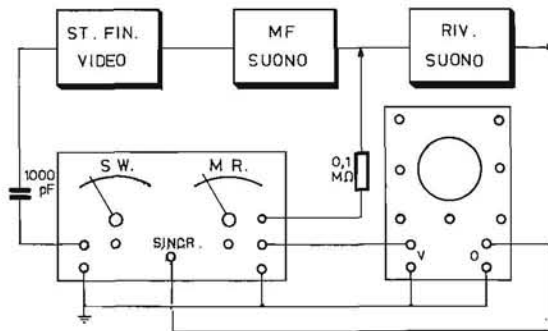 ST. FIN.
VIDEO
MF
SUONO
RIV.
SUONO
1000
pF
S W.
M R.
0,1
MΩ
SINCR.
V
O